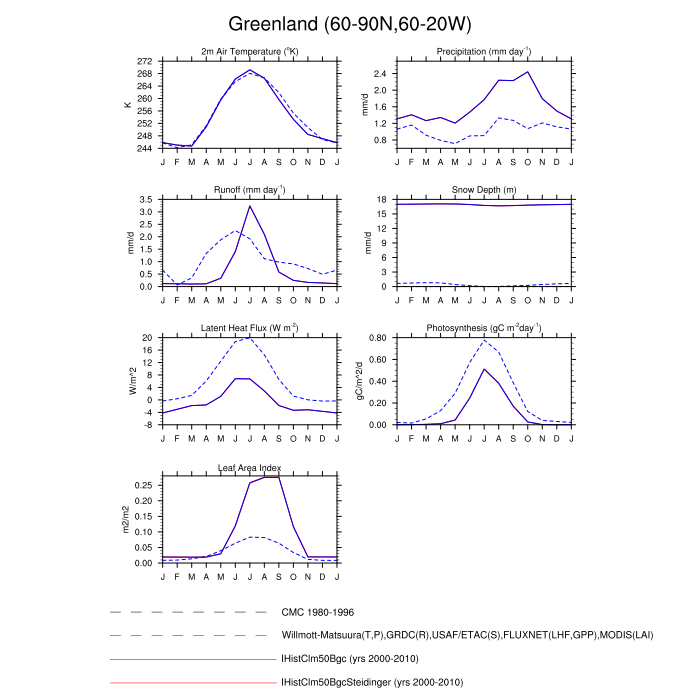 Greenland (60-90N,60-20W)
2m Air Temperature (°K)
Precipitation (mm day⁻¹)
272
268
264
260
256
252
248
244
K
J F M A M J J A S O N D J
2.4
2.0
1.6
1.2
0.8
mm/d
J F M A M J J A S O N D J
Runoff (mm day⁻¹)
Snow Depth (m)
3.5
3.0
2.5
2.0
1.5
1.0
0.5
0.0
mm/d
J F M A M J J A S O N D J
18
15
12
9
6
3
0
mm/d
J F M A M J J A S O N D J
Latent Heat Flux (W m⁻²)
Photosynthesis (gC m⁻²day⁻¹)
20
16
12
8
4
0
-4
-8
W/m^2
J F M A M J J A S O N D J
0.80
0.60
0.40
0.20
0.00
gC/m^2/d
J F M A M J J A S O N D J
Leaf Area Index
0.25
0.20
0.15
0.10
0.05
0.00
m2/m2
J F M A M J J A S O N D J
CMC 1980-1996
Willmott-Matsuura(T,P),GRDC(R),USAF/ETAC(S),FLUXNET(LHF,GPP),MODIS(LAI)
IHistClm50Bgc (yrs 2000-2010)
IHistClm50BgcSteidinger (yrs 2000-2010)